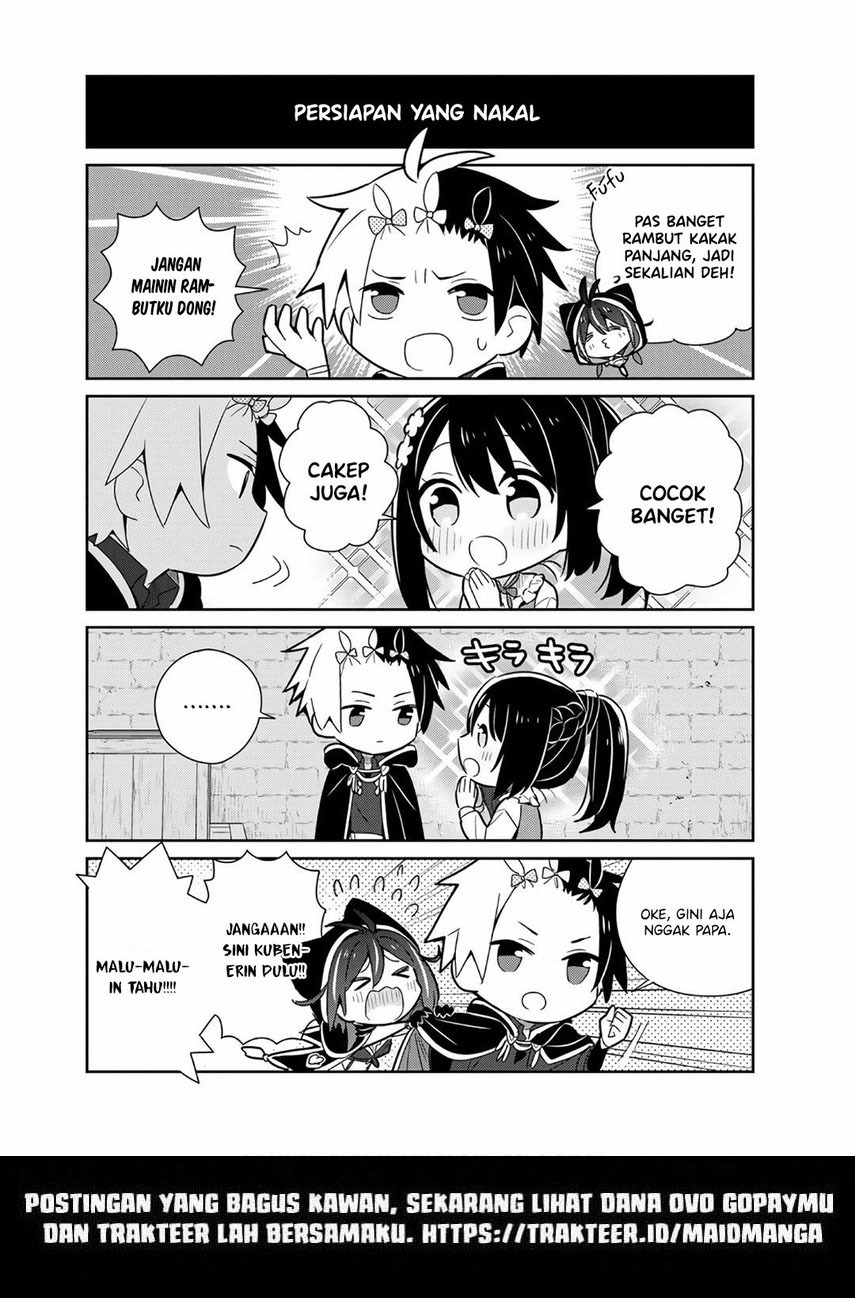 PERSIAPAN YANG NAKAL
Fufu
PAS BANGET
RAMBUT KAKAK
PANJANG, JADI
SEKALIAN DEH!
JANGAN
MAININ RAM-
BUTKU DONG!
COCOK
BANGET!
CAKEP
JUGA!
キラキラ
.......
OKE, GINI AJA
NGGAK PAPA.
JANGAAAN!!
SINI KUBEN-
ERIN DULU!!
MALU-MALU-
IN TAHU!!!!
POSTINGAN YANG BAGUS KAWAN, SEKARANG LIHAT DANA OVO GOPAYMU
DAN TRAKTEER LAH BERSAMAKU. HTTPS://TRAKTEER.ID/MAIDMANGA